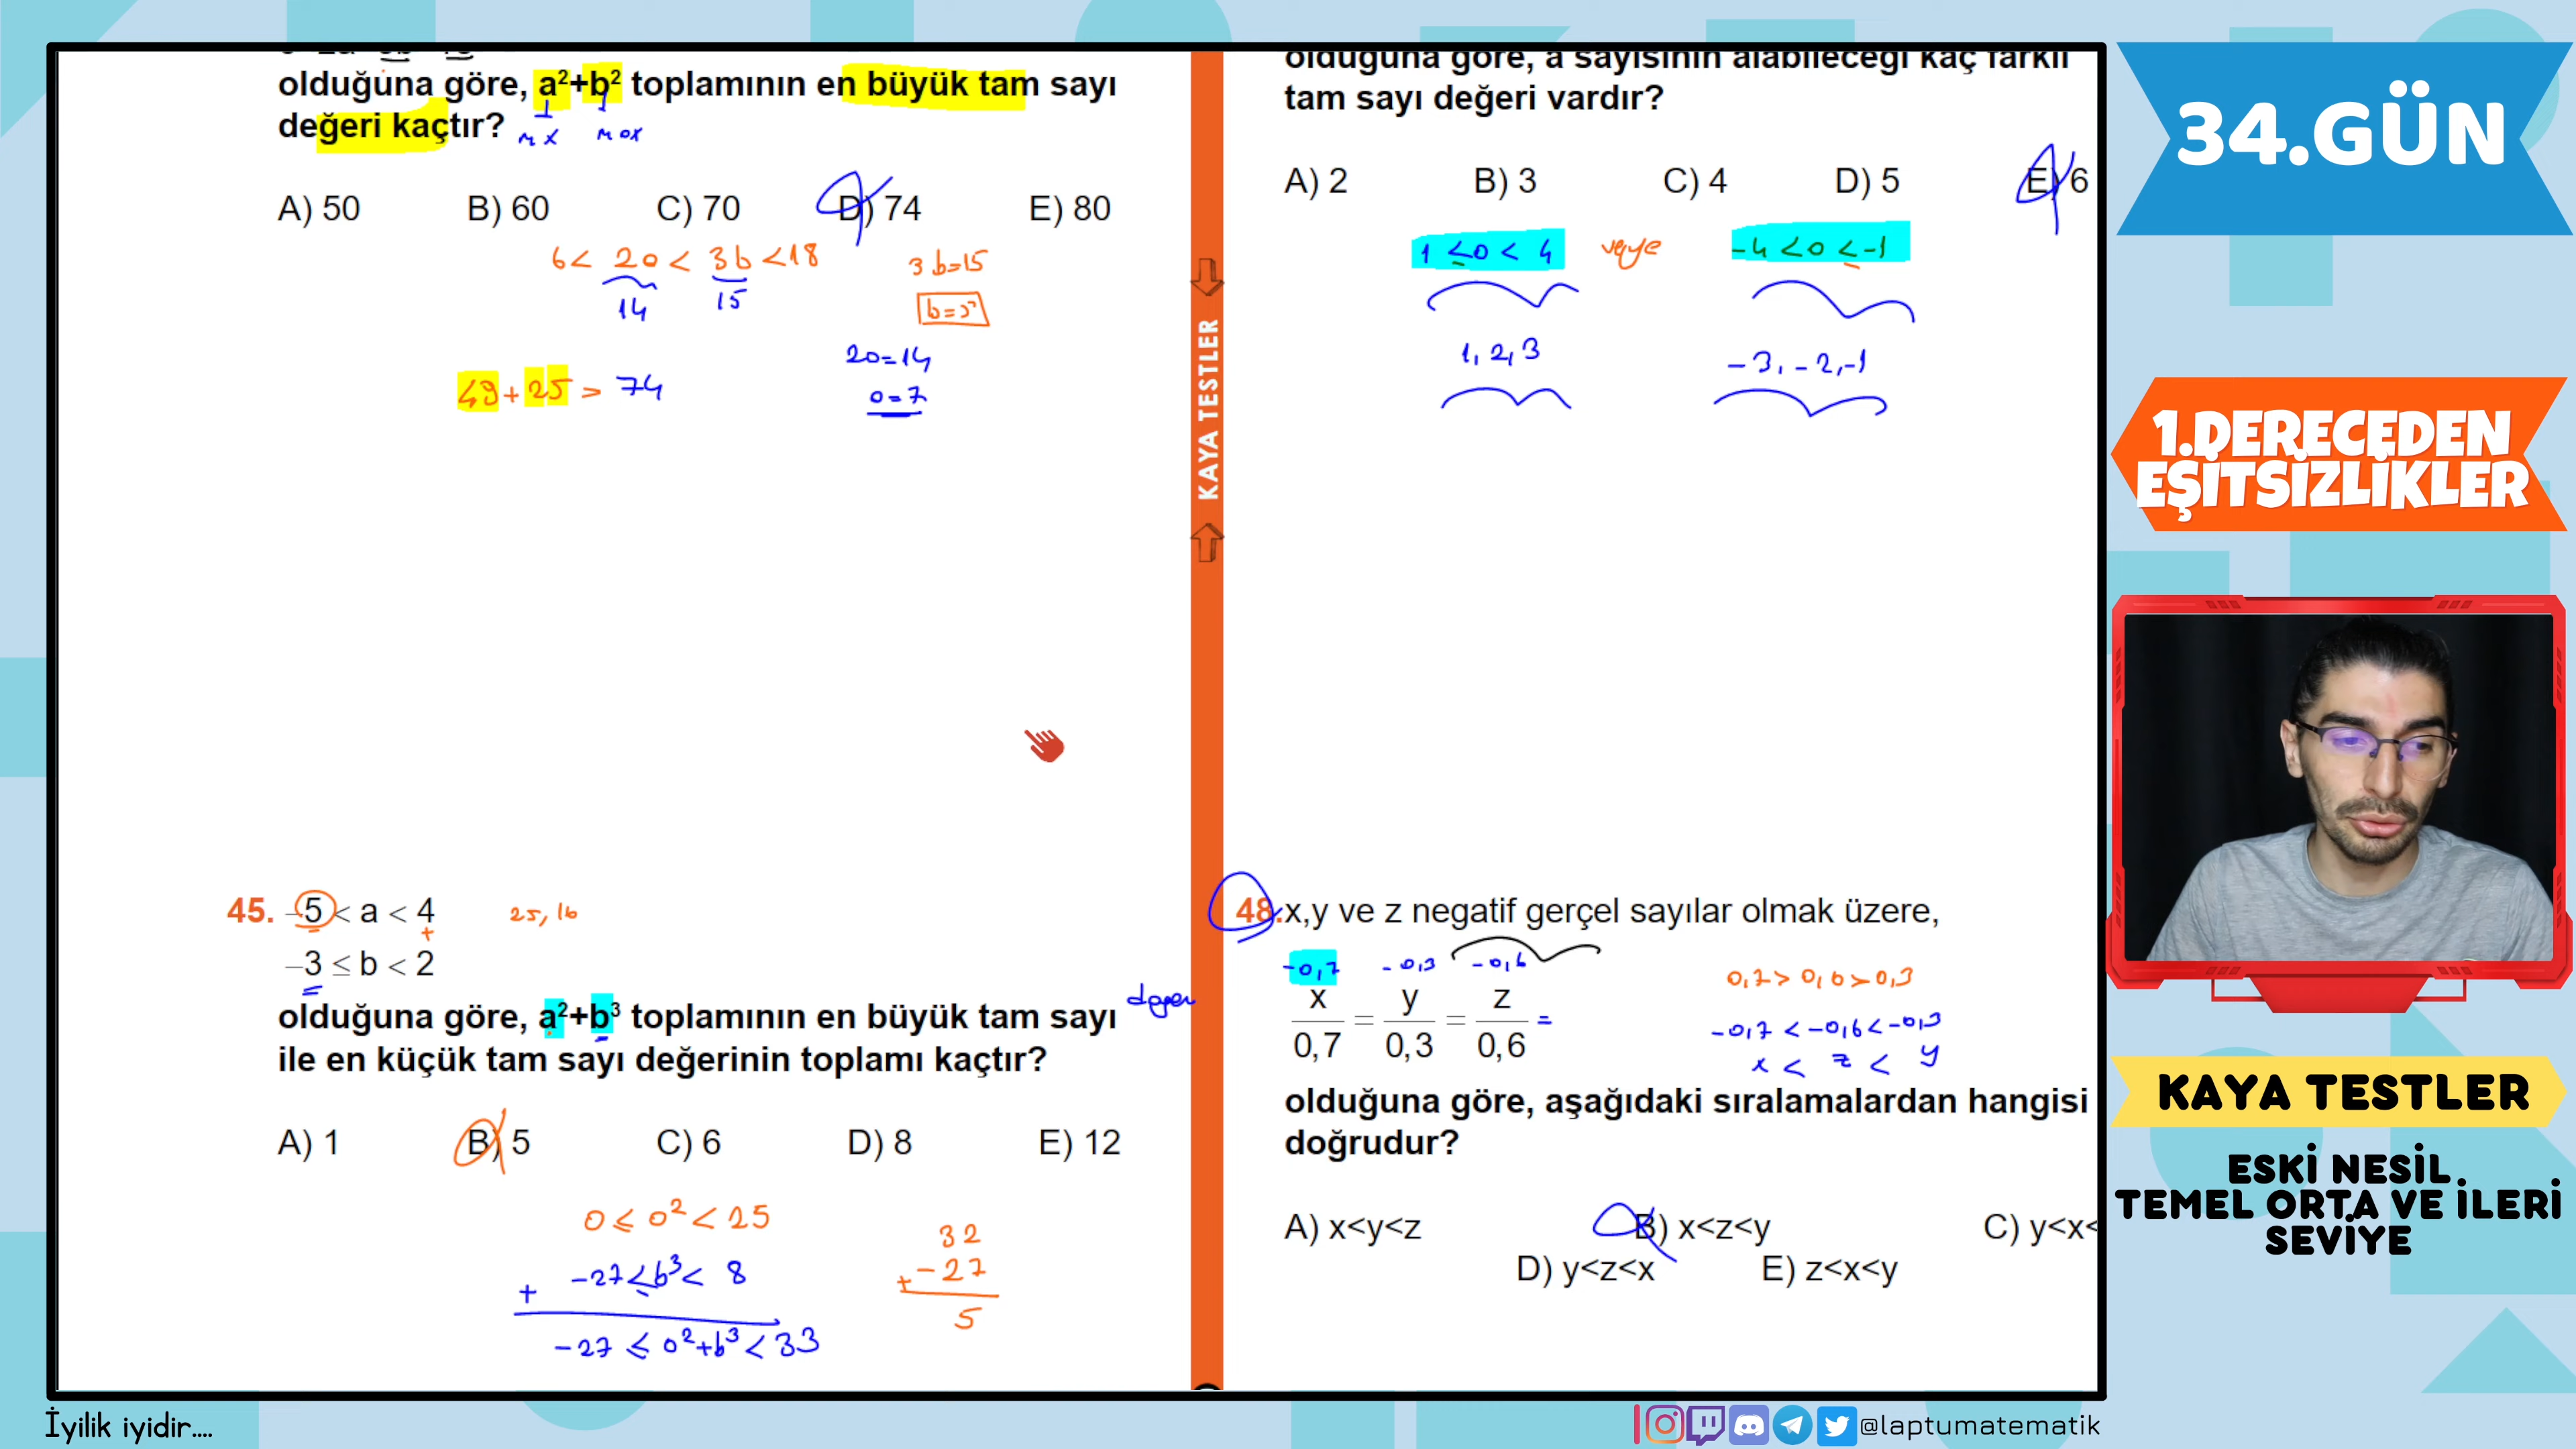 olduğuna göre, a²+b² toplamının en büyük tam sayı
değeri kaçtır?
max max
A) 50 B) 60 C) 70 D) 74 E) 80
6 < 2a < 3b < 18
14 15
3b=15
b=5
2a=14
a=7
49+25 = 74
45. –5 < a < 4
25, 16
–3 ≤ b < 2
olduğuna göre, a²+b³ toplamının en büyük tam sayı
ile en küçük tam sayı değerinin toplamı kaçtır?
A) 1 B) 5 C) 6 D) 8 E) 12
0 ≤ a² < 25
+ -27 ≤ b³ < 8
-27 ≤ a²+b³ < 33
32
+ -27
5
KAYA TESTLER
olduğuna göre, a sayısının alabileceği kaç farklı
tam sayı değeri vardır?
A) 2 B) 3 C) 4 D) 5 E) 6
1 ≤ a < 4 veya -4 < a ≤ -1
1, 2, 3 -3, -2, -1
48. x,y ve z negatif gerçel sayılar olmak üzere,
-0,7 -0,3 -0,6
x/0,7 = y/0,3 = z/0,6 =
0,7 > 0,6 > 0,3
-0,7 < -0,6 < -0,3
x < z < y
olduğuna göre, aşağıdaki sıralamalardan hangisi
doğrudur?
A) x<y<z B) x<z<y C) y<x<
D) y<z<x E) z<x<y
34.GÜN
1.DERECEDEN
EŞİTSİZLİKLER
KAYA TESTLER
ESKİ NESİL
TEMEL ORTA VE İLERİ
SEVİYE
İyilik iyidir....
@laptumatematik